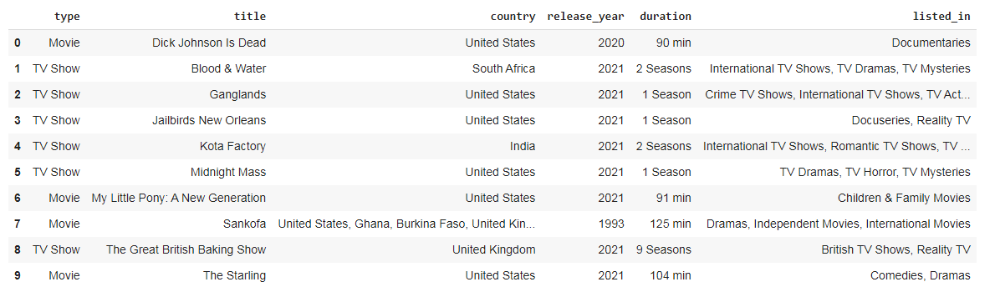 type title country release_year duration listed_in
0 Movie Dick Johnson Is Dead United States 2020 90 min Documentaries
1 TV Show Blood & Water South Africa 2021 2 Seasons International TV Shows, TV Dramas, TV Mysteries
2 TV Show Ganglands United States 2021 1 Season Crime TV Shows, International TV Shows, TV Act...
3 TV Show Jailbirds New Orleans United States 2021 1 Season Docuseries, Reality TV
4 TV Show Kota Factory India 2021 2 Seasons International TV Shows, Romantic TV Shows, TV ...
5 TV Show Midnight Mass United States 2021 1 Season TV Dramas, TV Horror, TV Mysteries
6 Movie My Little Pony: A New Generation United States 2021 91 min Children & Family Movies
7 Movie Sankofa United States, Ghana, Burkina Faso, United Kin... 1993 125 min Dramas, Independent Movies, International Movies
8 TV Show The Great British Baking Show United Kingdom 2021 9 Seasons British TV Shows, Reality TV
9 Movie The Starling United States 2021 104 min Comedies, Dramas